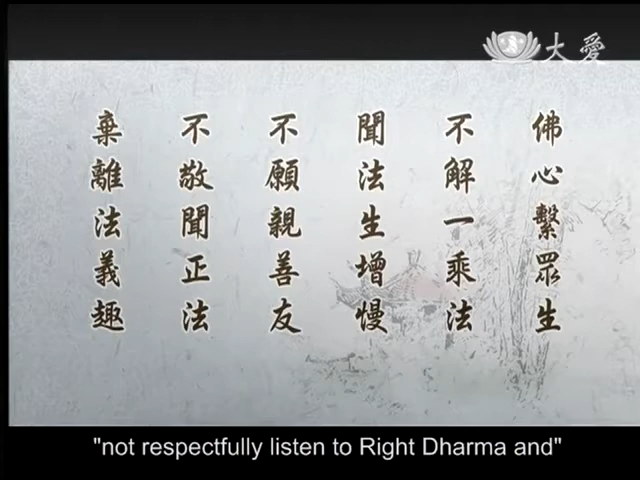 大愛
佛心繫眾生
不解一乘法
聞法生增慢
不願親善友
不敬聞正法
棄離法義趣
"not respectfully listen to Right Dharma and"